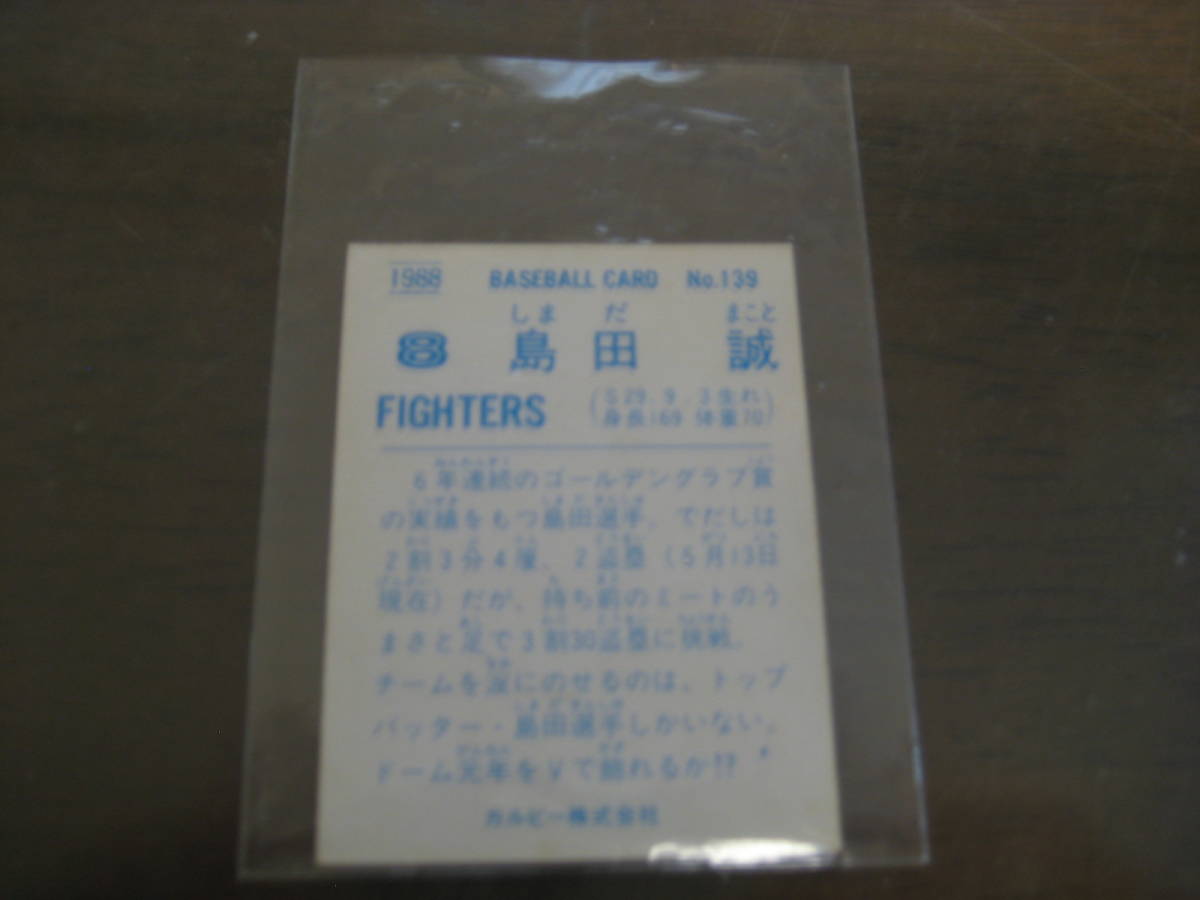 1988 BASEBALL CARD No.139
しまだ まこと
8 島田 誠
FIGHTERS
(S29.9.3生れ
身長169 体重70)
6年連続のゴールデングラブ賞
の実績をもつ島田選手。でだしは
2割3分4厘、2盗塁(5月13日
現在)だが、持ち前のミートのう
まさと足で3割30盗塁に挑戦。
チームを波にのせるのは、トップ
バッター・島田選手しかいない。
ドーム元年をVで飾れるか!?
カルビー株式会社